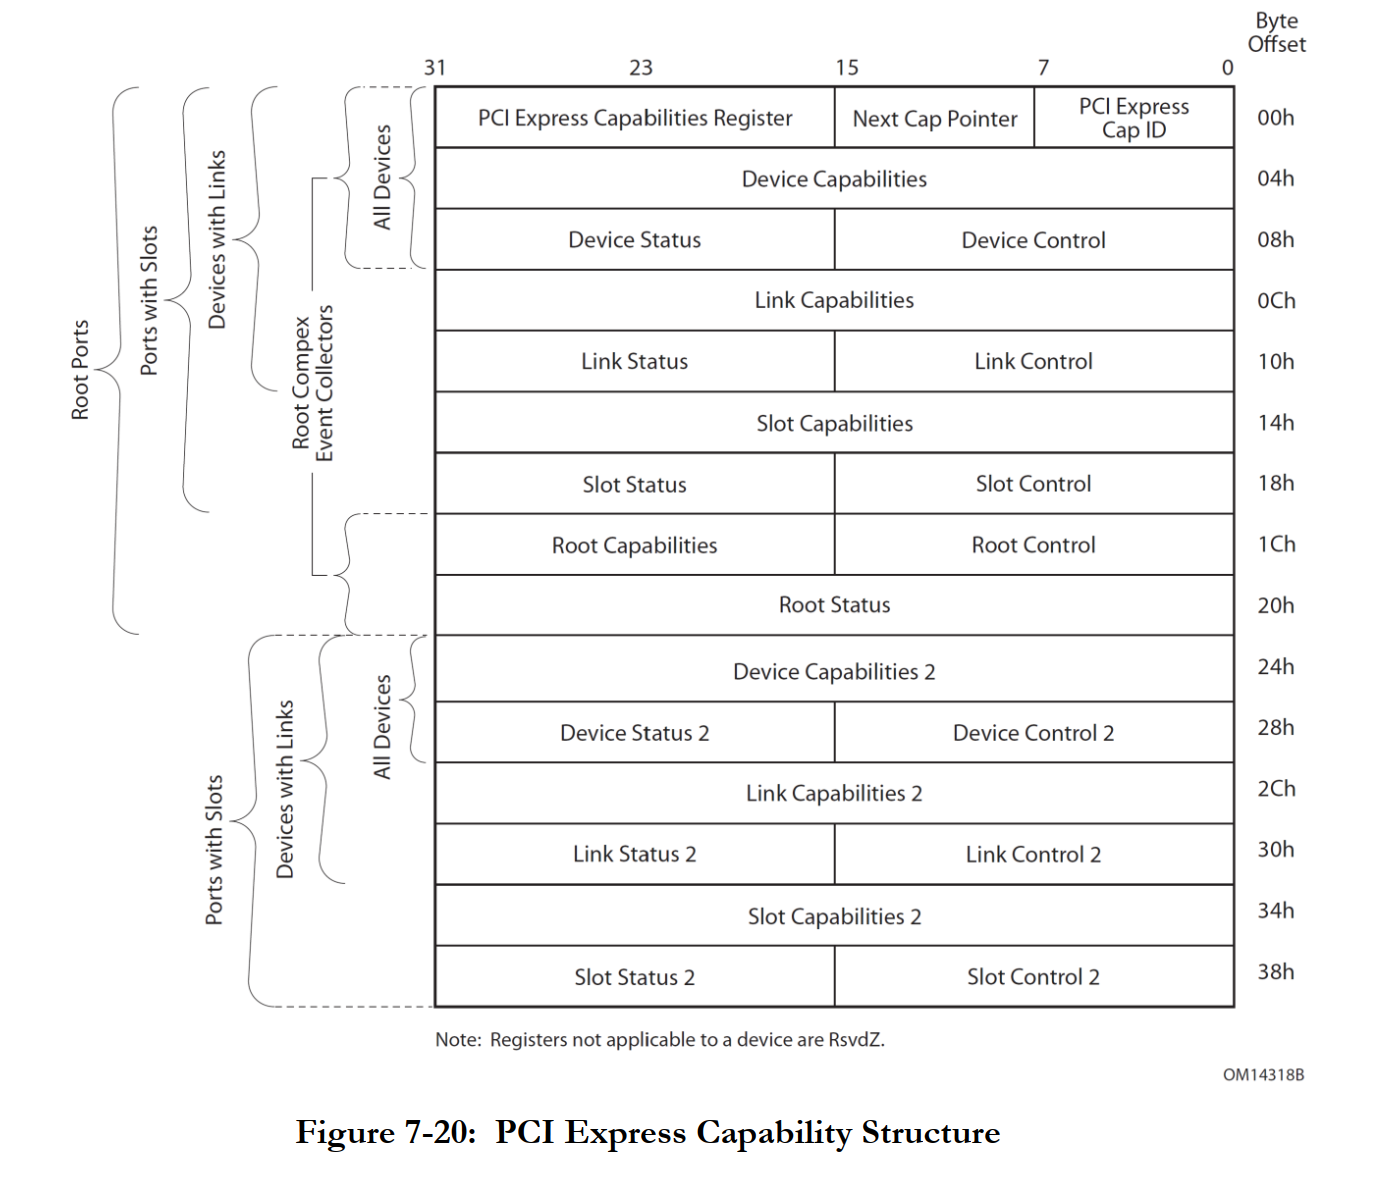 Byte
Offset
31 23 15 7 0
PCI Express Capabilities Register Next Cap Pointer PCI Express
Cap ID 00h
Device Capabilities 04h
Device Status Device Control 08h
Link Capabilities 0Ch
Link Status Link Control 10h
Slot Capabilities 14h
Slot Status Slot Control 18h
Root Capabilities Root Control 1Ch
Root Status 20h
Device Capabilities 2 24h
Device Status 2 Device Control 2 28h
Link Capabilities 2 2Ch
Link Status 2 Link Control 2 30h
Slot Capabilities 2 34h
Slot Status 2 Slot Control 2 38h
Root Ports
Ports with Slots
Devices with Links
Root Compex
Event Collectors
All Devices
Ports with Slots
Devices with Links
All Devices
Note: Registers not applicable to a device are RsvdZ.
OM14318B
Figure 7-20: PCI Express Capability Structure